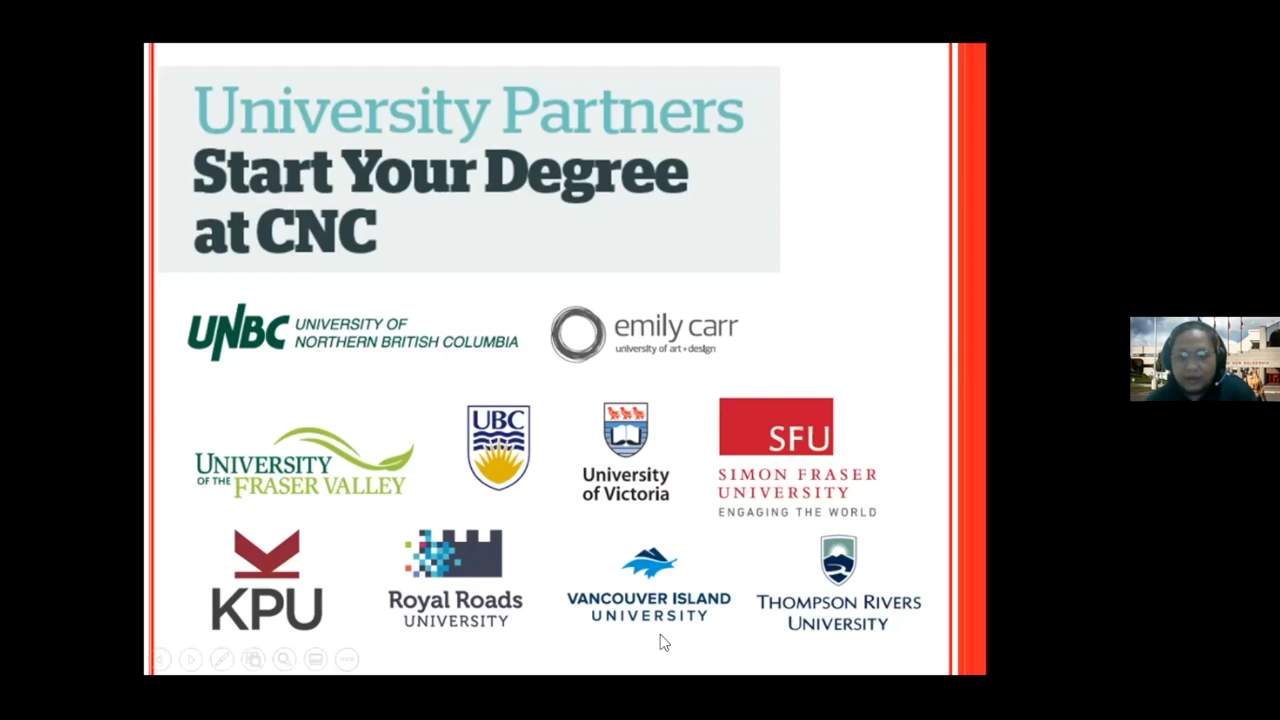 University Partners
Start Your Degree
at CNC
UNBC UNIVERSITY OF
NORTHERN BRITISH COLUMBIA
emily carr
university of art + design
UNIVERSITY
OF THE FRASER VALLEY
UBC
University
of Victoria
SFU
SIMON FRASER
UNIVERSITY
ENGAGING THE WORLD
KPU
Royal Roads
UNIVERSITY
VANCOUVER ISLAND
UNIVERSITY
THOMPSON RIVERS
UNIVERSITY